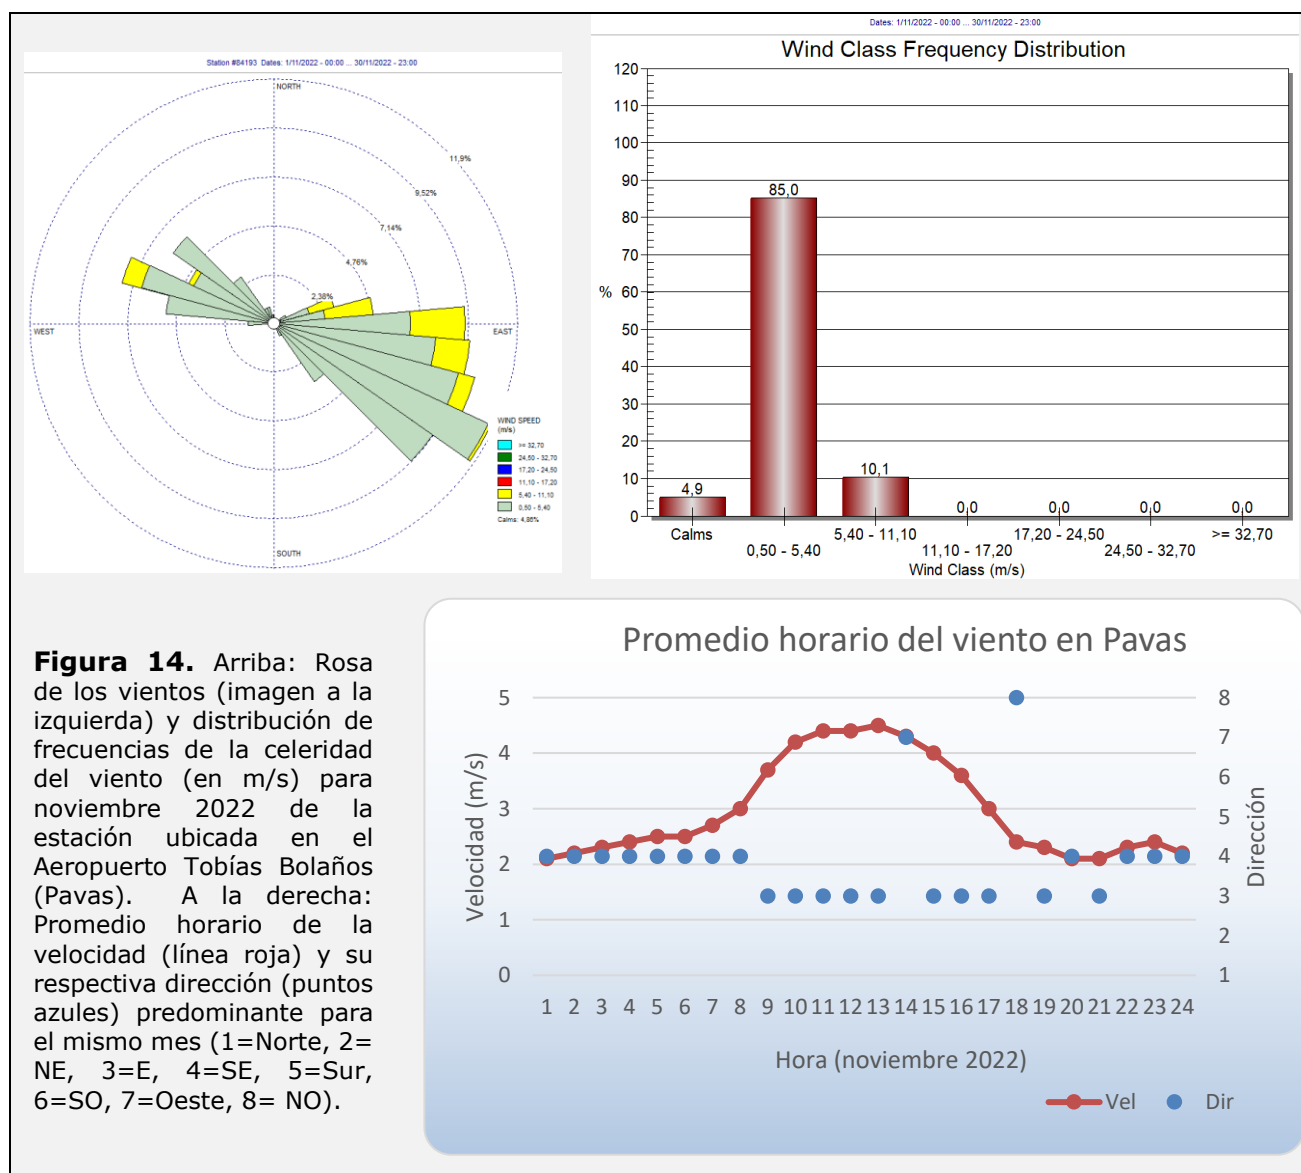 Station #84193 Dates: 1/11/2022 - 00:00 ... 30/11/2022 - 23:00
NORTH
11,9%
9,52%
7,14%
4,76%
2,38%
WEST
EAST
SOUTH
WIND SPEED
(m/s)
>= 32,70
24,50 - 32,70
17,20 - 24,50
11,10 - 17,20
5,40 - 11,10
0,50 - 5,40
Calms: 4,86%
Dates: 1/11/2022 - 00:00 ... 30/11/2022 - 23:00
Wind Class Frequency Distribution
120
110
100
90
80
70
60
50
40
30
20
10
0
%
4,9
85,0
10,1
0,0
0,0
0,0
0,0
Calms
0,50 - 5,40
5,40 - 11,10
11,10 - 17,20
17,20 - 24,50
24,50 - 32,70
>= 32,70
Wind Class (m/s)
Figura 14. Arriba: Rosa
de los vientos (imagen a la
izquierda) y distribución de
frecuencias de la celeridad
del viento (en m/s) para
noviembre 2022 de la
estación ubicada en el
Aeropuerto Tobías Bolaños
(Pavas). A la derecha:
Promedio horario de la
velocidad (línea roja) y su
respectiva dirección (puntos
azules) predominante para
el mismo mes (1=Norte, 2=
NE, 3=E, 4=SE, 5=Sur,
6=SO, 7=Oeste, 8= NO).
Promedio horario del viento en Pavas
5
4
3
2
1
0
Velocidad (m/s)
8
7
6
5
4
3
2
1
Dirección
1 2 3 4 5 6 7 8 9 10 11 12 13 14 15 16 17 18 19 20 21 22 23 24
Hora (noviembre 2022)
Vel Dir